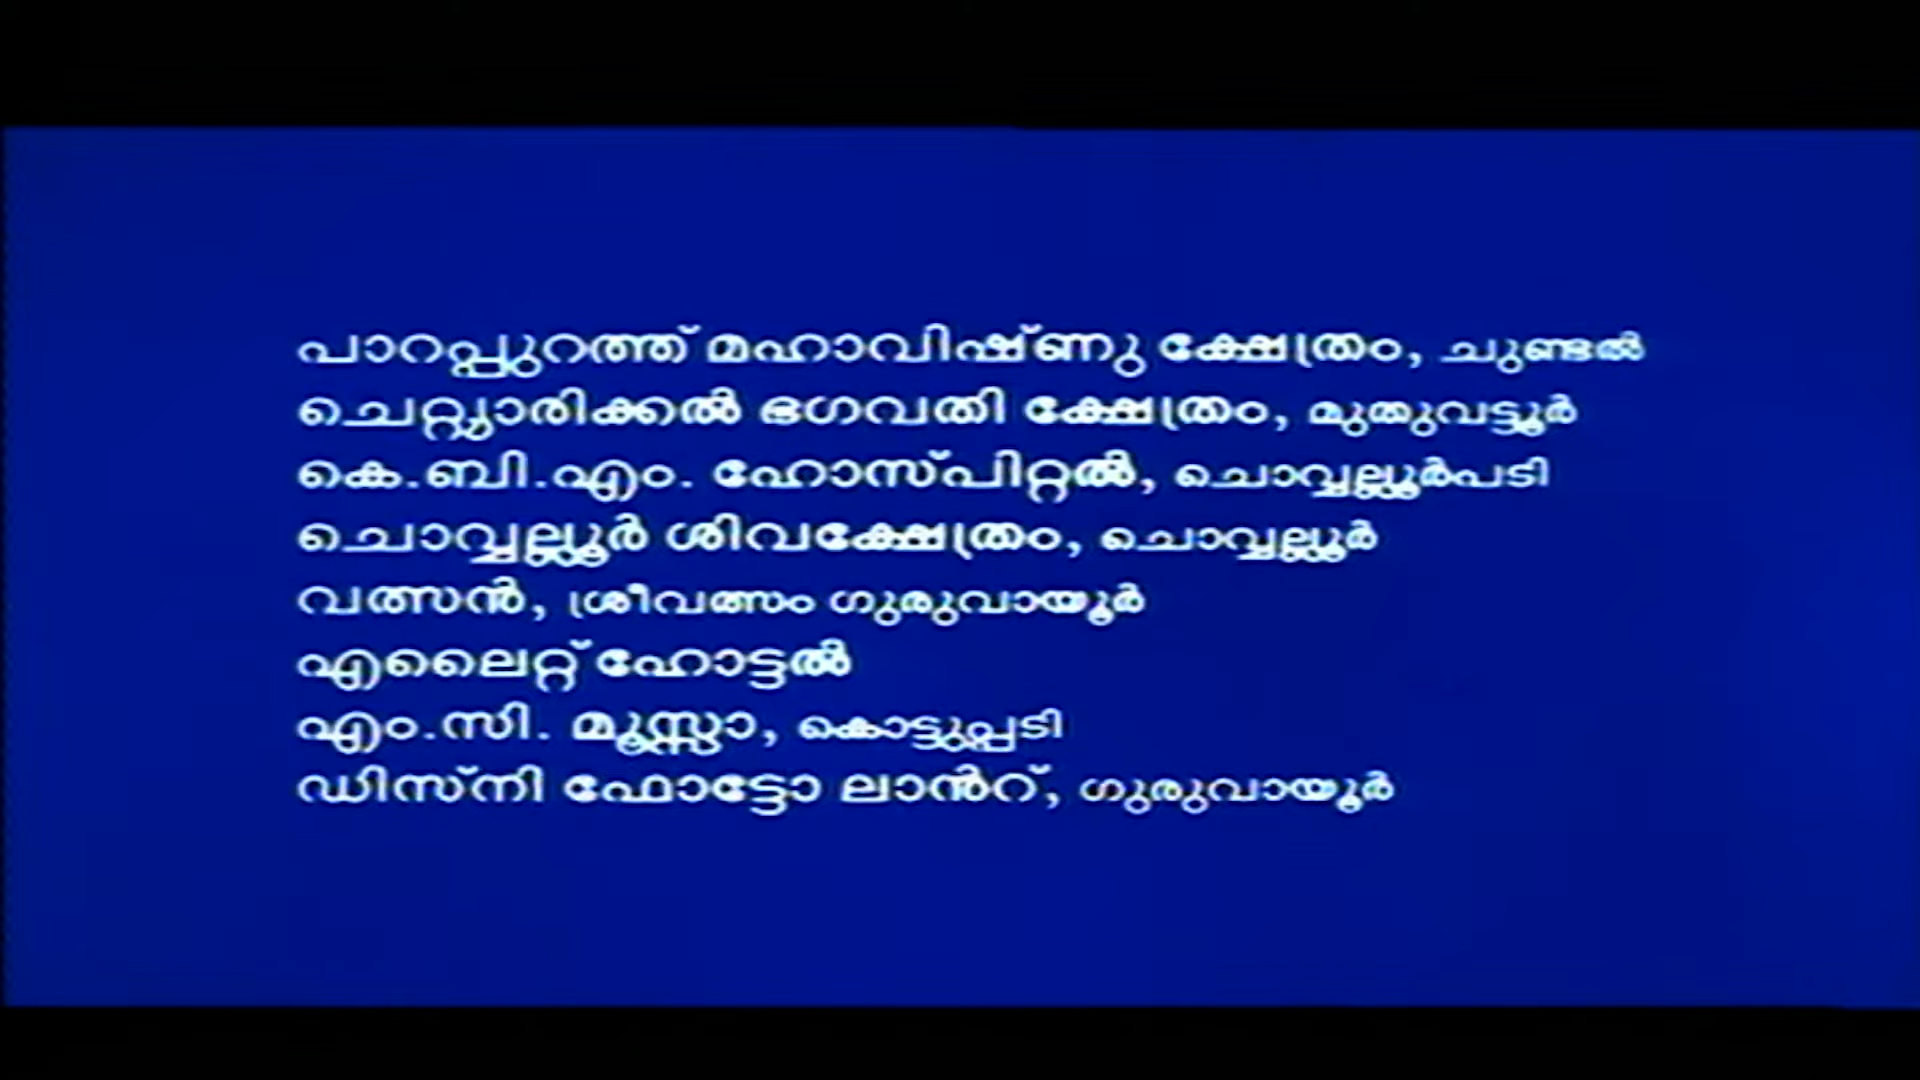 പാറപ്പുറത്ത് മഹാവിഷ്ണു ക്ഷേത്രം, ചുണ്ടൽ
ചെറ്റ്യാരിക്കൽ ഭഗവതി ക്ഷേത്രം, മുതുവട്ടൂർ
കെ.ബി.എം. ഹോസ്പിറ്റൽ, ചൊവ്വല്ലൂർപടി
ചൊവ്വല്ലൂർ ശിവക്ഷേത്രം, ചൊവ്വല്ലൂർ
വത്സൻ, ശ്രീവത്സം ഗുരുവായൂർ
എലൈറ്റ് ഹോട്ടൽ
എം.സി. മൂസ്സാ, കൊട്ടുപ്പടി
ഡിസ്നി ഫോട്ടോ ലാൻറ്, ഗുരുവായൂർ